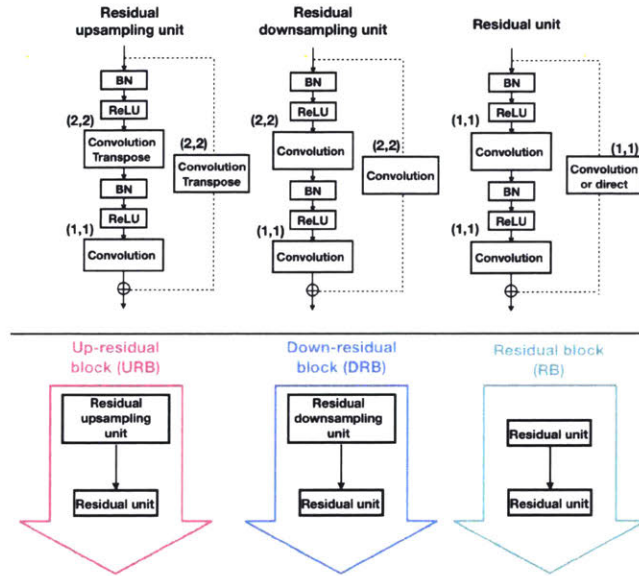 Residual
upsampling unit
BN
ReLU
(2,2)
Convolution
Transpose
(2,2)
Convolution
Transpose
BN
ReLU
(1,1)
Convolution
Residual
downsampling unit
BN
ReLU
(2,2)
Convolution
(2,2)
Convolution
BN
ReLU
(1,1)
Convolution
Residual unit
BN
ReLU
(1,1)
Convolution
(1,1)
Convolution
or direct
BN
ReLU
(1,1)
Convolution
Up-residual
block (URB)
Residual
upsampling
unit
Residual unit
Down-residual
block (DRB)
Residual
downsampling
unit
Residual unit
Residual block
(RB)
Residual unit
Residual unit